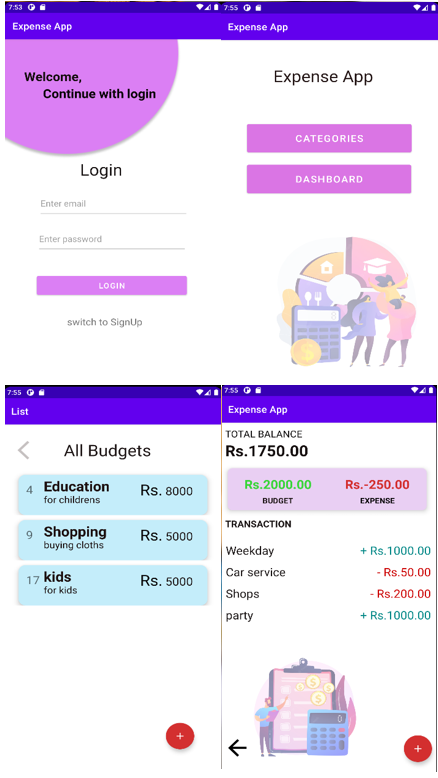 7:53
Expense App
Welcome,
Continue with login
Login
Enter email
Enter password
LOGIN
switch to SignUp
7:55
Expense App
Expense App
CATEGORIES
DASHBOARD
7:55
List
All Budgets
4 Education Rs. 8000
for childrens
9 Shopping Rs. 5000
buying cloths
17 kids Rs. 5000
for kids
+
7:55
Expense App
TOTAL BALANCE
Rs.1750.00
Rs.2000.00 Rs.-250.00
BUDGET EXPENSE
TRANSACTION
Weekday + Rs.1000.00
Car service - Rs.50.00
Shops - Rs.200.00
party + Rs.1000.00
0
+